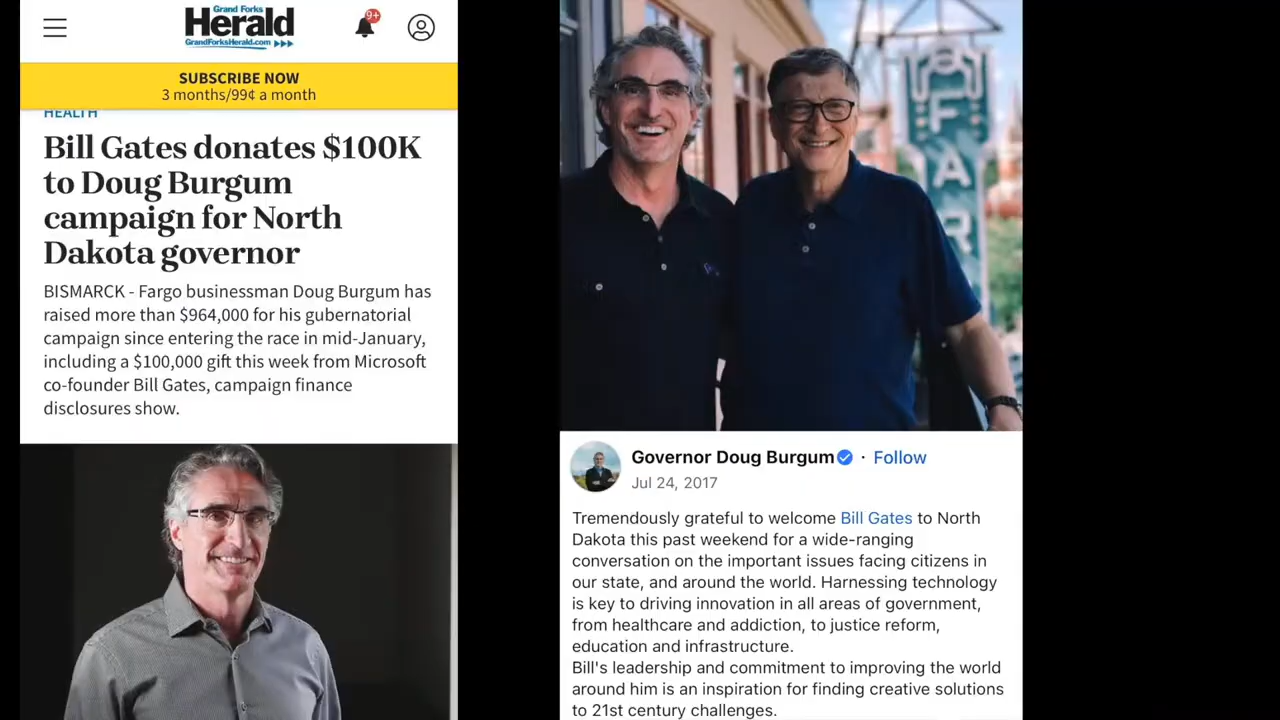 Grand Forks
Herald
GrandForksHerald.com
9+
SUBSCRIBE NOW
3 months/99¢ a month
HEALTH
Bill Gates donates $100K
to Doug Burgum
campaign for North
Dakota governor
BISMARCK - Fargo businessman Doug Burgum has
raised more than $964,000 for his gubernatorial
campaign since entering the race in mid-January,
including a $100,000 gift this week from Microsoft
co-founder Bill Gates, campaign finance
disclosures show.
FAR
Governor Doug Burgum · Follow
Jul 24, 2017
Tremendously grateful to welcome Bill Gates to North
Dakota this past weekend for a wide-ranging
conversation on the important issues facing citizens in
our state, and around the world. Harnessing technology
is key to driving innovation in all areas of government,
from healthcare and addiction, to justice reform,
education and infrastructure.
Bill's leadership and commitment to improving the world
around him is an inspiration for finding creative solutions
to 21st century challenges.